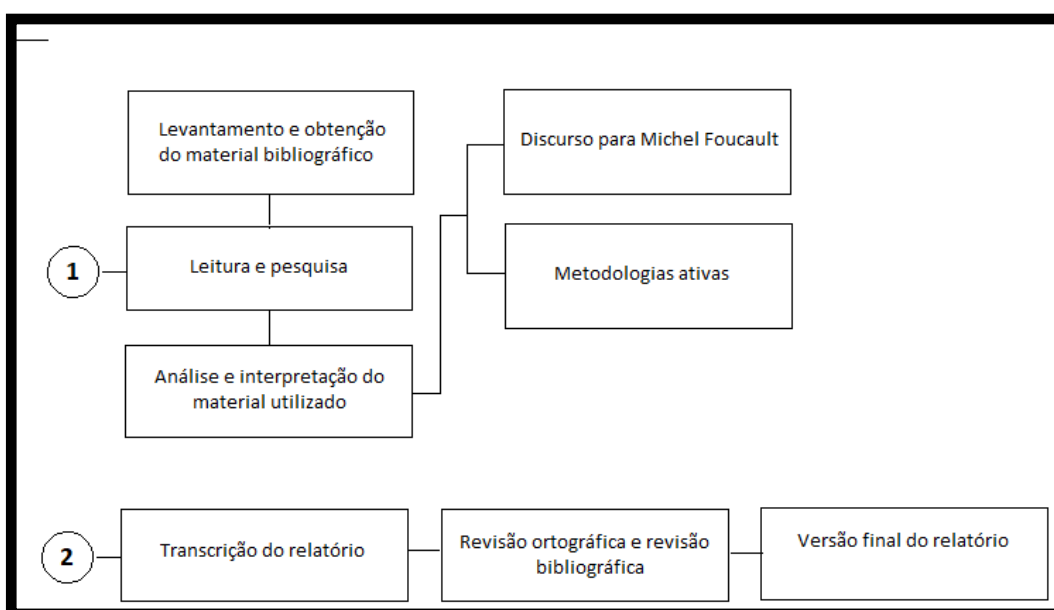 Levantamento e obtenção
do material bibliográfico
Discurso para Michel Foucault
1
Leitura e pesquisa
Metodologias ativas
Análise e interpretação do
material utilizado
2
Transcrição do relatório
Revisão ortográfica e revisão
bibliográfica
Versão final do relatório